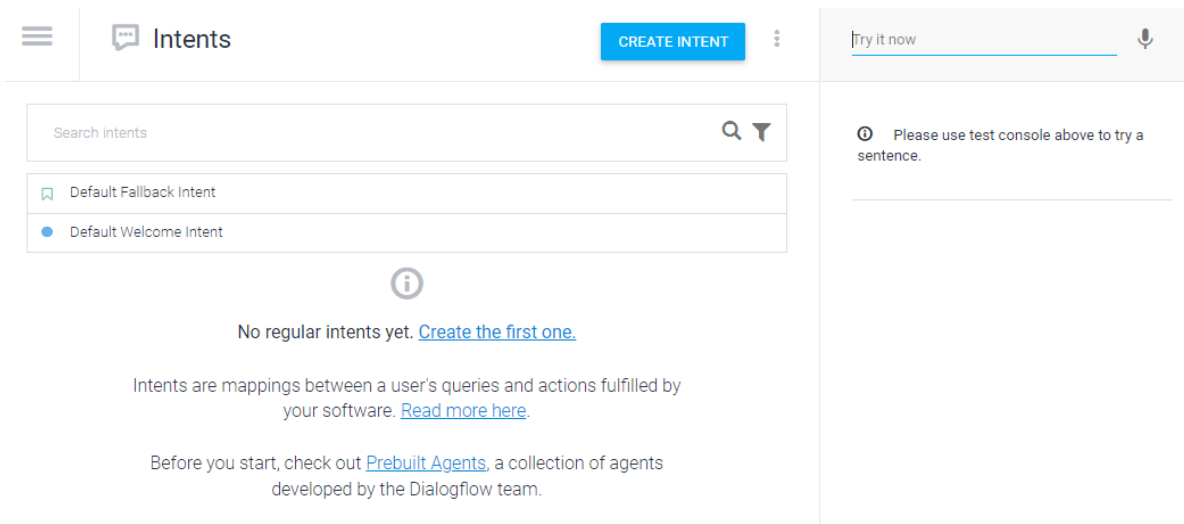 Intents
CREATE INTENT
Try it now
Search intents
Please use test console above to try a
sentence.
Default Fallback Intent
Default Welcome Intent
No regular intents yet. Create the first one.
Intents are mappings between a user's queries and actions fulfilled by
your software. Read more here.
Before you start, check out Prebuilt Agents, a collection of agents
developed by the Dialogflow team.